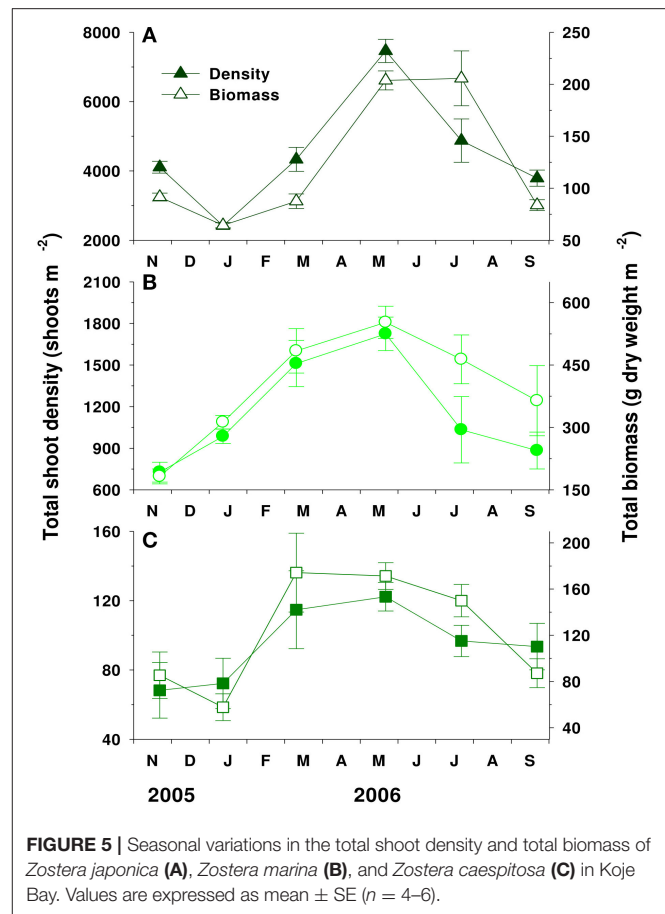 A
Density
Biomass
8000
6000
4000
2000
250
200
150
100
50
N D J F M A M J A S
B
2100
1800
1500
1200
900
600
600
450
300
150
N D J F M A M J A S
C
160
120
80
40
200
160
120
80
40
N D J F M A M J A S
2005 2006
Total shoot density (shoots m -2)
Total biomass (g dry weight m -2)
FIGURE 5 | Seasonal variations in the total shoot density and total biomass of
Zostera japonica (A), Zostera marina (B), and Zostera caespitosa (C) in Koje
Bay. Values are expressed as mean ± SE (n = 4–6).